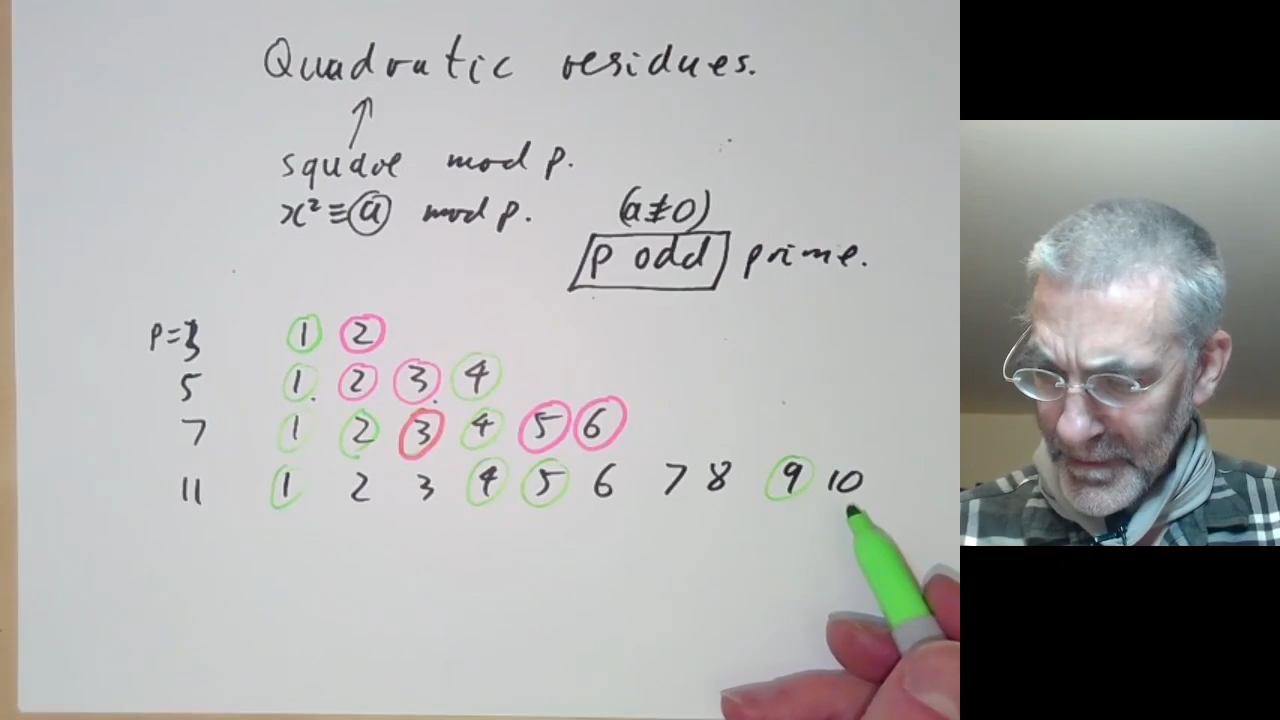 Quadratic residues.
square mod p.
x² ≡ a mod p. (a≢0)
p odd prime.
p=3 1 2
5 1 2 3 4
7 1 2 3 4 5 6
11 1 2 3 4 5 6 7 8 9 10